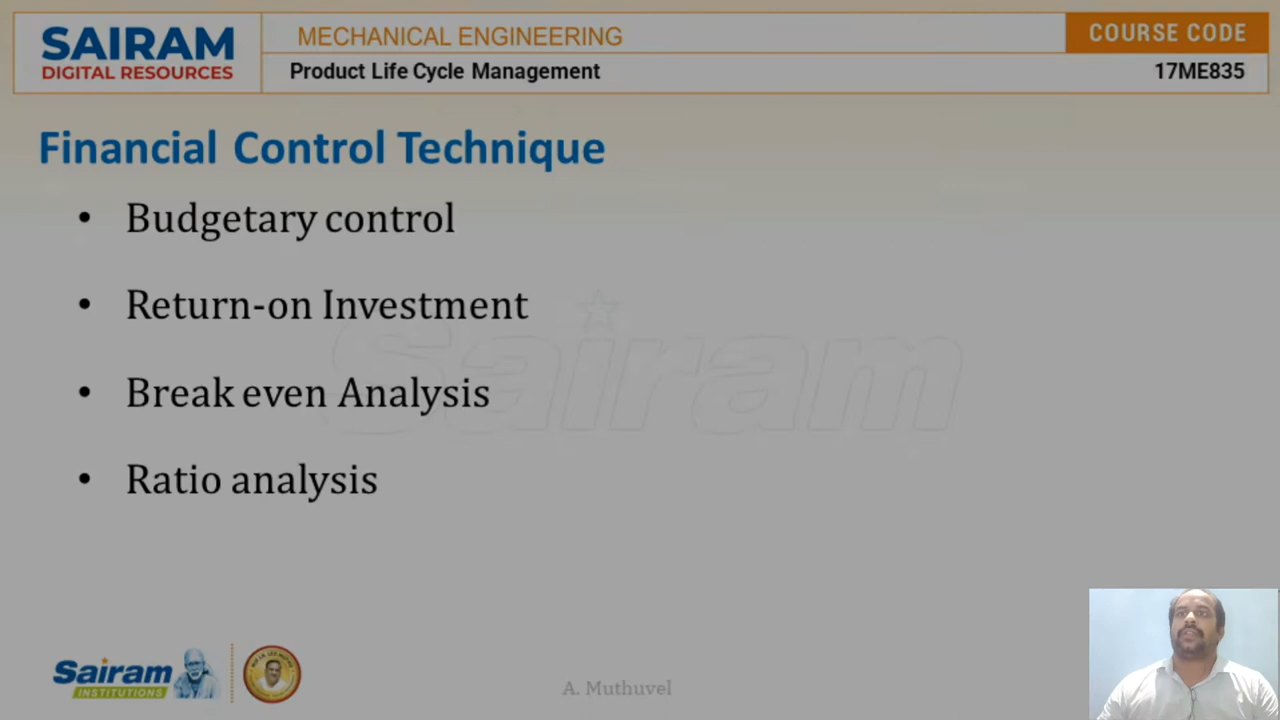 SAIRAM
DIGITAL RESOURCES
MECHANICAL ENGINEERING
COURSE CODE
Product Life Cycle Management
17ME835
Financial Control Technique
• Budgetary control
• Return-on Investment
• Break even Analysis
• Ratio analysis
Sairam
Sairam
INSTITUTIONS
A. Muthuvel